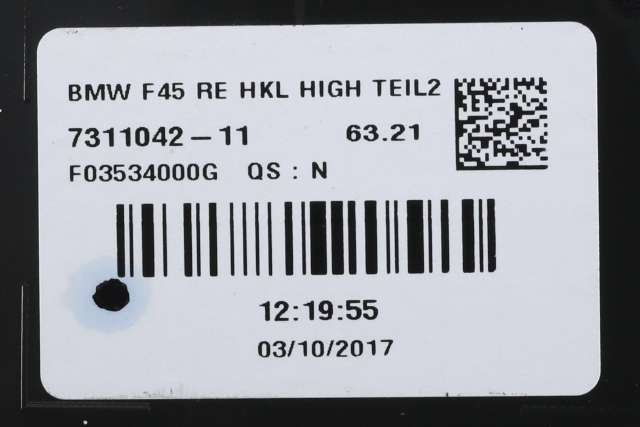 BMW F45 RE HKL HIGH TEIL2
7311042-11 63.21
F03534000G QS : N
12:19:55
03/10/2017